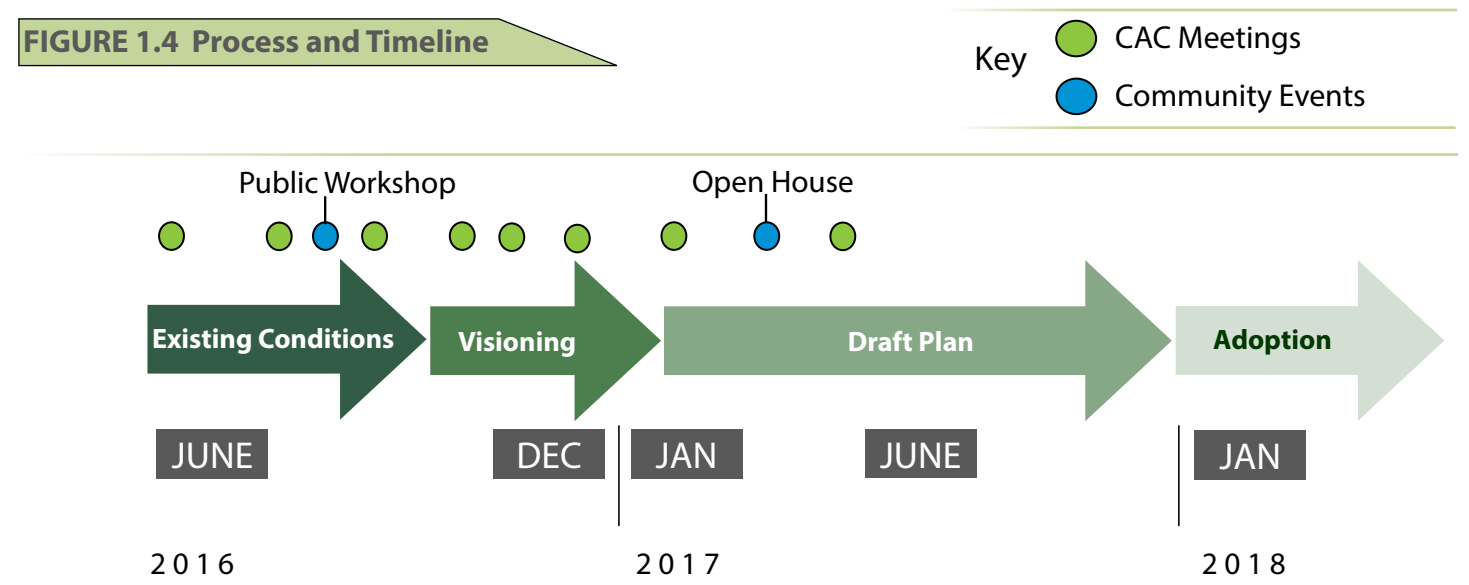 FIGURE 1.4 Process and Timeline
Key
CAC Meetings
Community Events
Public Workshop
Open House
Existing Conditions
Visioning
Draft Plan
Adoption
JUNE
DEC
JAN
JUNE
JAN
2016
2017
2018